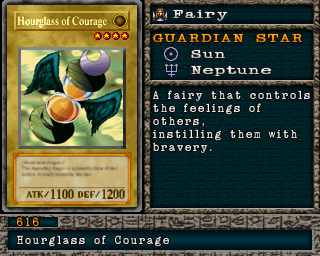 Hourglass of Courage
ATK/1100 DEF/1200
Fairy
GUARDIAN STAR
Sun
Neptune
A fairy that controls
the feelings of
others,
instilling them with
bravery.
616
Hourglass of Courage